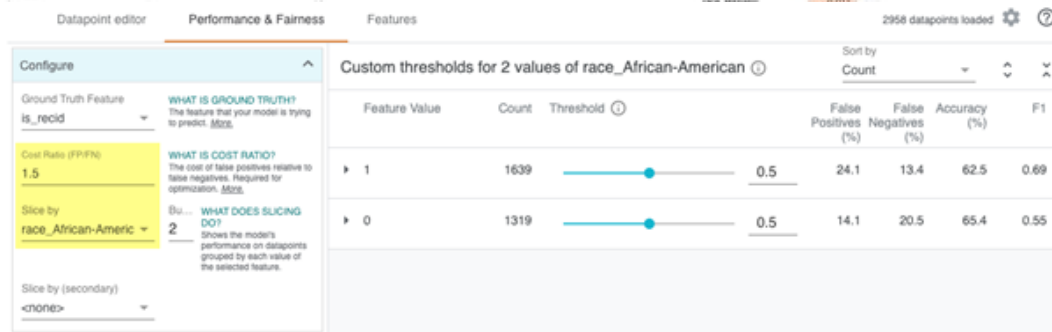 Datapoint editor
Performance & Fairness
Features
2958 datapoints loaded
Configure
Ground Truth Feature
is_recid
WHAT IS GROUND TRUTH?
The feature that your model is trying
to predict. More.
Cost Ratio (FP/FN)
1.5
WHAT IS COST RATIO?
The cost of false positives relative to
false negatives. Required for
optimization. More.
Slice by
race_African-Americ
Bu...
2
WHAT DOES SLICING
DO?
Shows the model's
performance on datapoints
grouped by each value of
the selected feature.
Slice by (secondary)
<none>
Custom thresholds for 2 values of race_African-American
Sort by
Count
Feature Value Count Threshold False Positives (%) False Negatives (%) Accuracy (%) F1
1 1639 0.5 24.1 13.4 62.5 0.69
0 1319 0.5 14.1 20.5 65.4 0.55